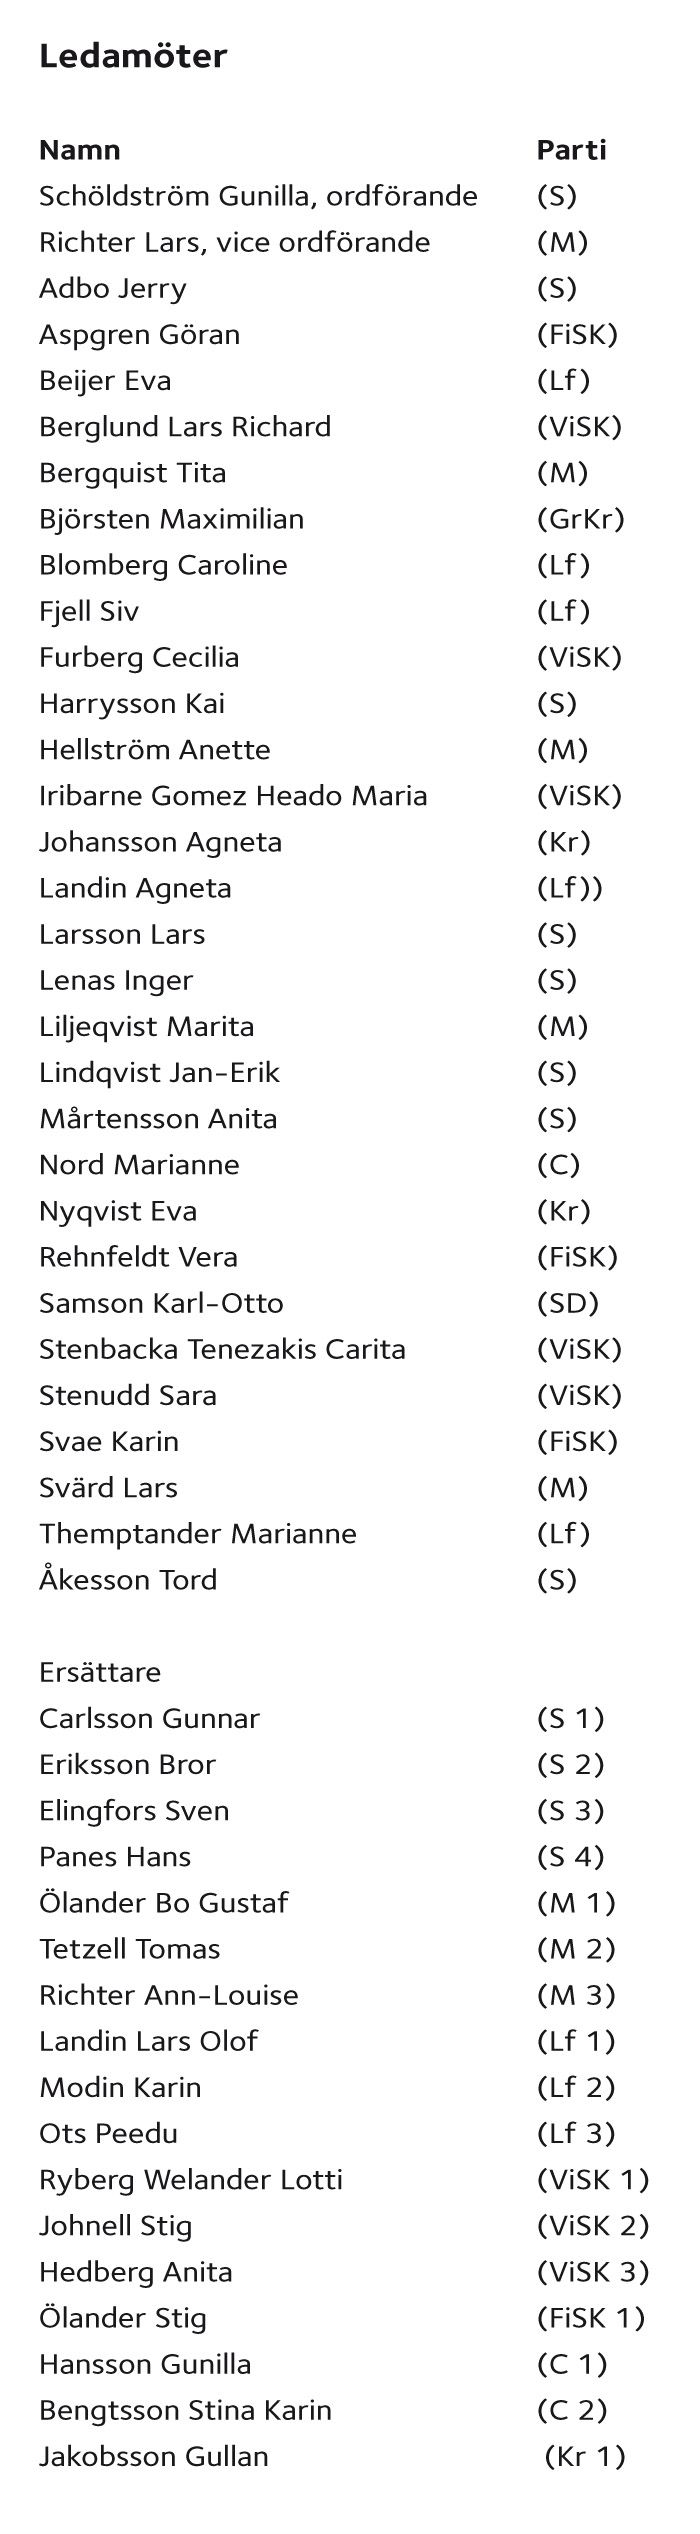 Ledamöter
Namn Parti
Schöldström Gunilla, ordförande (S)
Richter Lars, vice ordförande (M)
Adbo Jerry (S)
Aspgren Göran (FiSK)
Beijer Eva (Lf)
Berglund Lars Richard (ViSK)
Bergquist Tita (M)
Björsten Maximilian (GrKr)
Blomberg Caroline (Lf)
Fjell Siv (Lf)
Furberg Cecilia (ViSK)
Harrysson Kai (S)
Hellström Anette (M)
Iribarne Gomez Heado Maria (ViSK)
Johansson Agneta (Kr)
Landin Agneta (Lf))
Larsson Lars (S)
Lenas Inger (S)
Liljeqvist Marita (M)
Lindqvist Jan-Erik (S)
Mårtensson Anita (S)
Nord Marianne (C)
Nyqvist Eva (Kr)
Rehnfeldt Vera (FiSK)
Samson Karl-Otto (SD)
Stenbacka Tenezakis Carita (ViSK)
Stenudd Sara (ViSK)
Svae Karin (FiSK)
Svärd Lars (M)
Themptander Marianne (Lf)
Åkesson Tord (S)
Ersättare
Carlsson Gunnar (S 1)
Eriksson Bror (S 2)
Elingfors Sven (S 3)
Panes Hans (S 4)
Ölander Bo Gustaf (M 1)
Tetzell Tomas (M 2)
Richter Ann-Louise (M 3)
Landin Lars Olof (Lf 1)
Modin Karin (Lf 2)
Ots Peedu (Lf 3)
Ryberg Welander Lotti (ViSK 1)
Johnell Stig (ViSK 2)
Hedberg Anita (ViSK 3)
Ölander Stig (FiSK 1)
Hansson Gunilla (C 1)
Bengtsson Stina Karin (C 2)
Jakobsson Gullan (Kr 1)